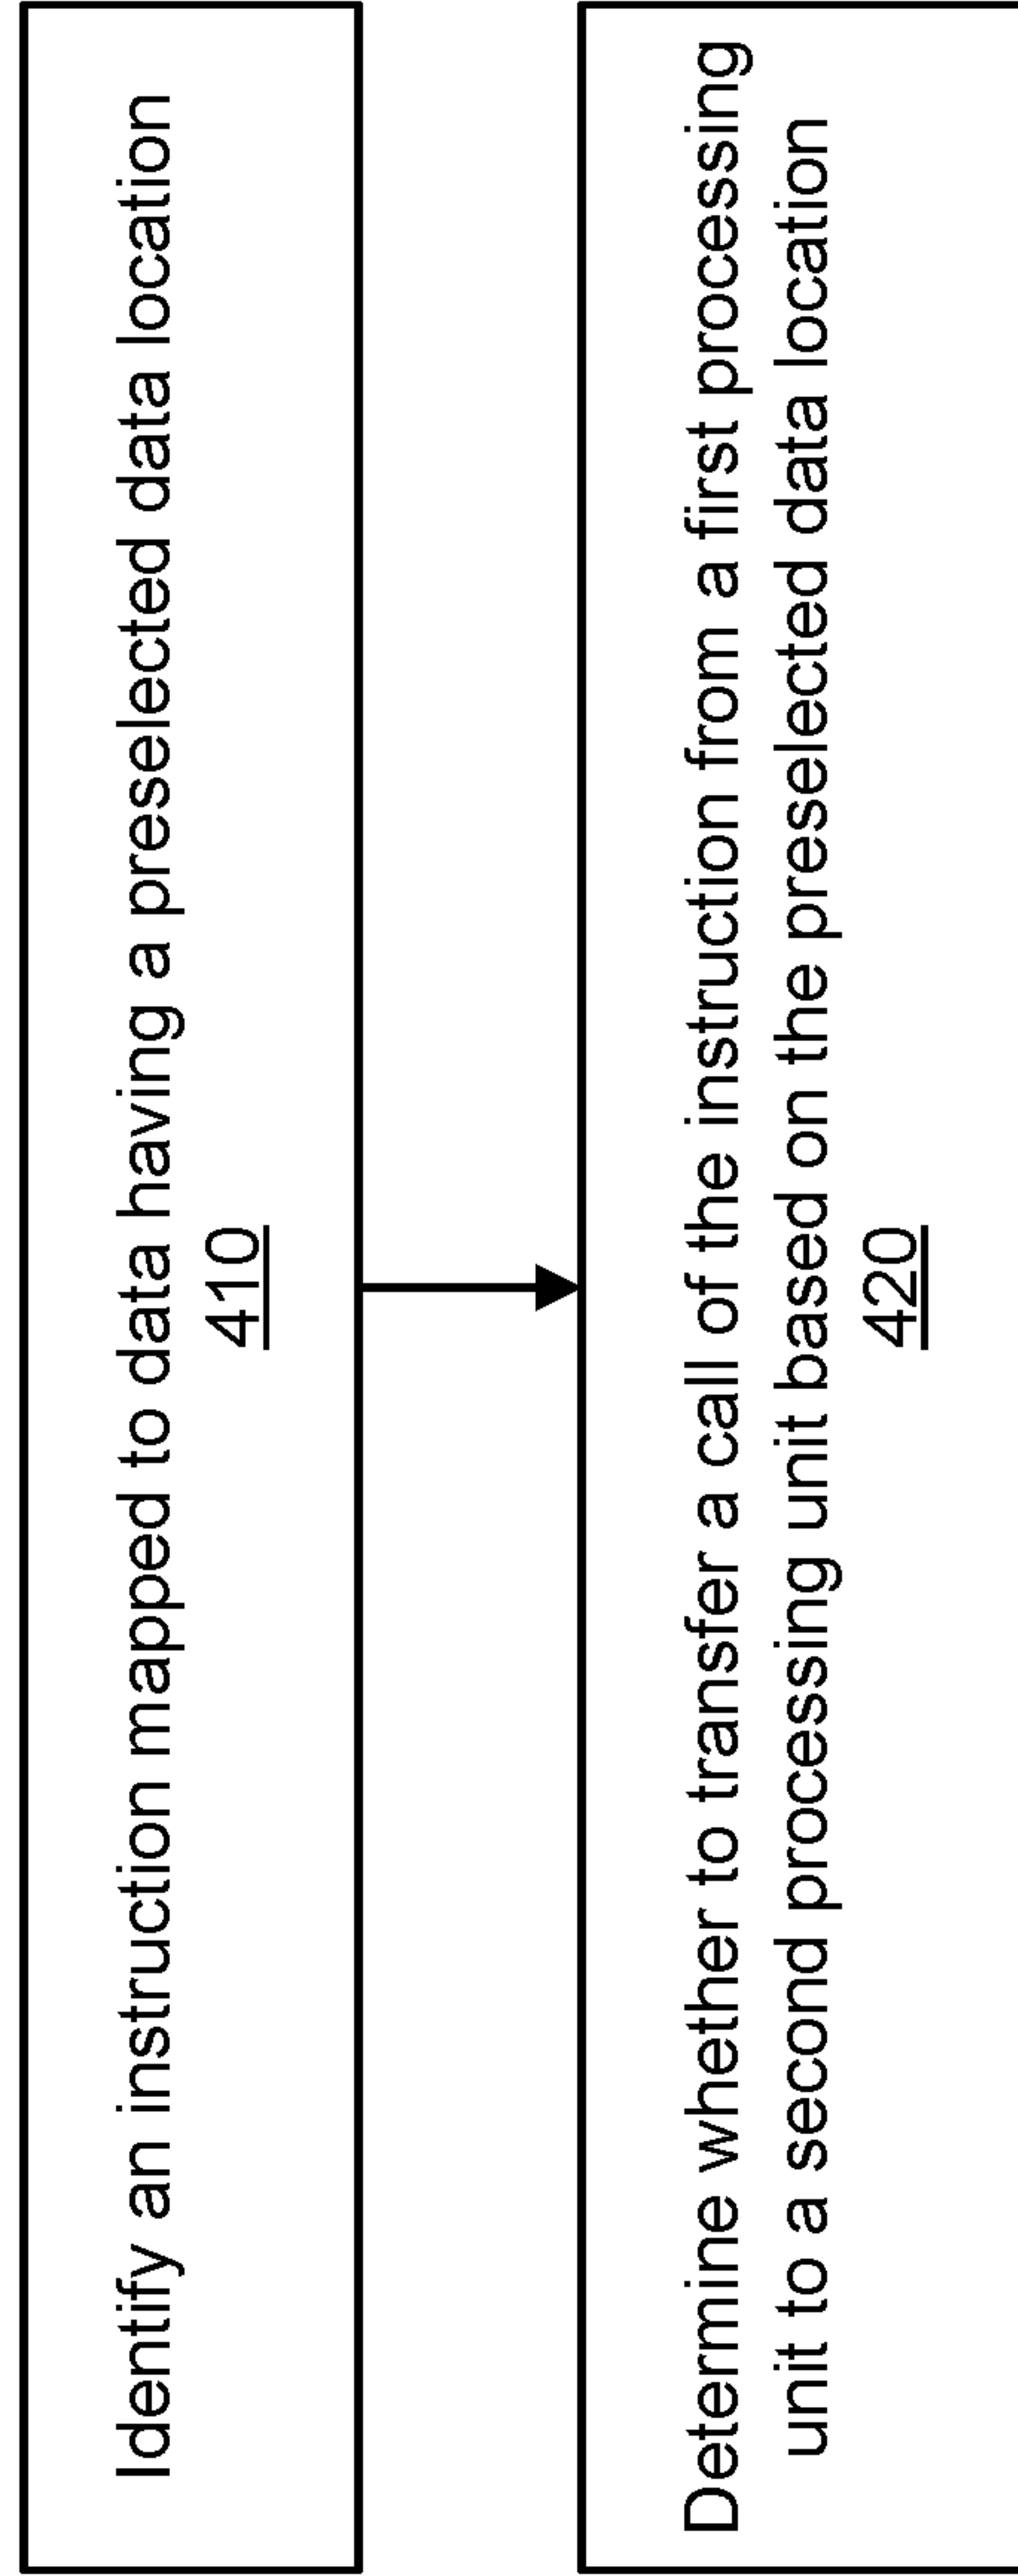 Identify an instruction mapped to data having a preselected data location
410
Determine whether to transfer a call of the instruction from a first processing
unit to a second processing unit based on the preselected data location
420